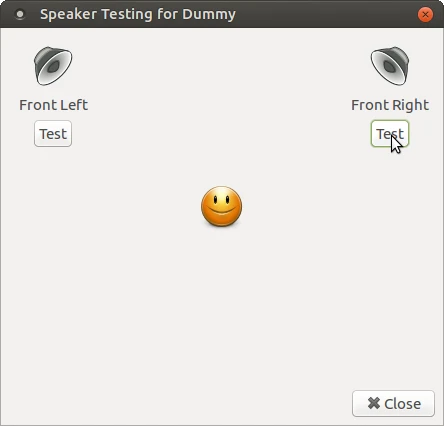 Speaker Testing for Dummy
Front Left
Front Right
Test
Test
Close